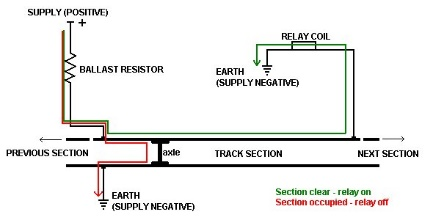 SUPPLY (POSITIVE)
+
RELAY COIL
BALLAST RESISTOR
EARTH
(SUPPLY NEGATIVE)
PREVIOUS SECTION
axle
TRACK SECTION
NEXT SECTION
EARTH
(SUPPLY NEGATIVE)
Section clear - relay on
Section occupied - relay off